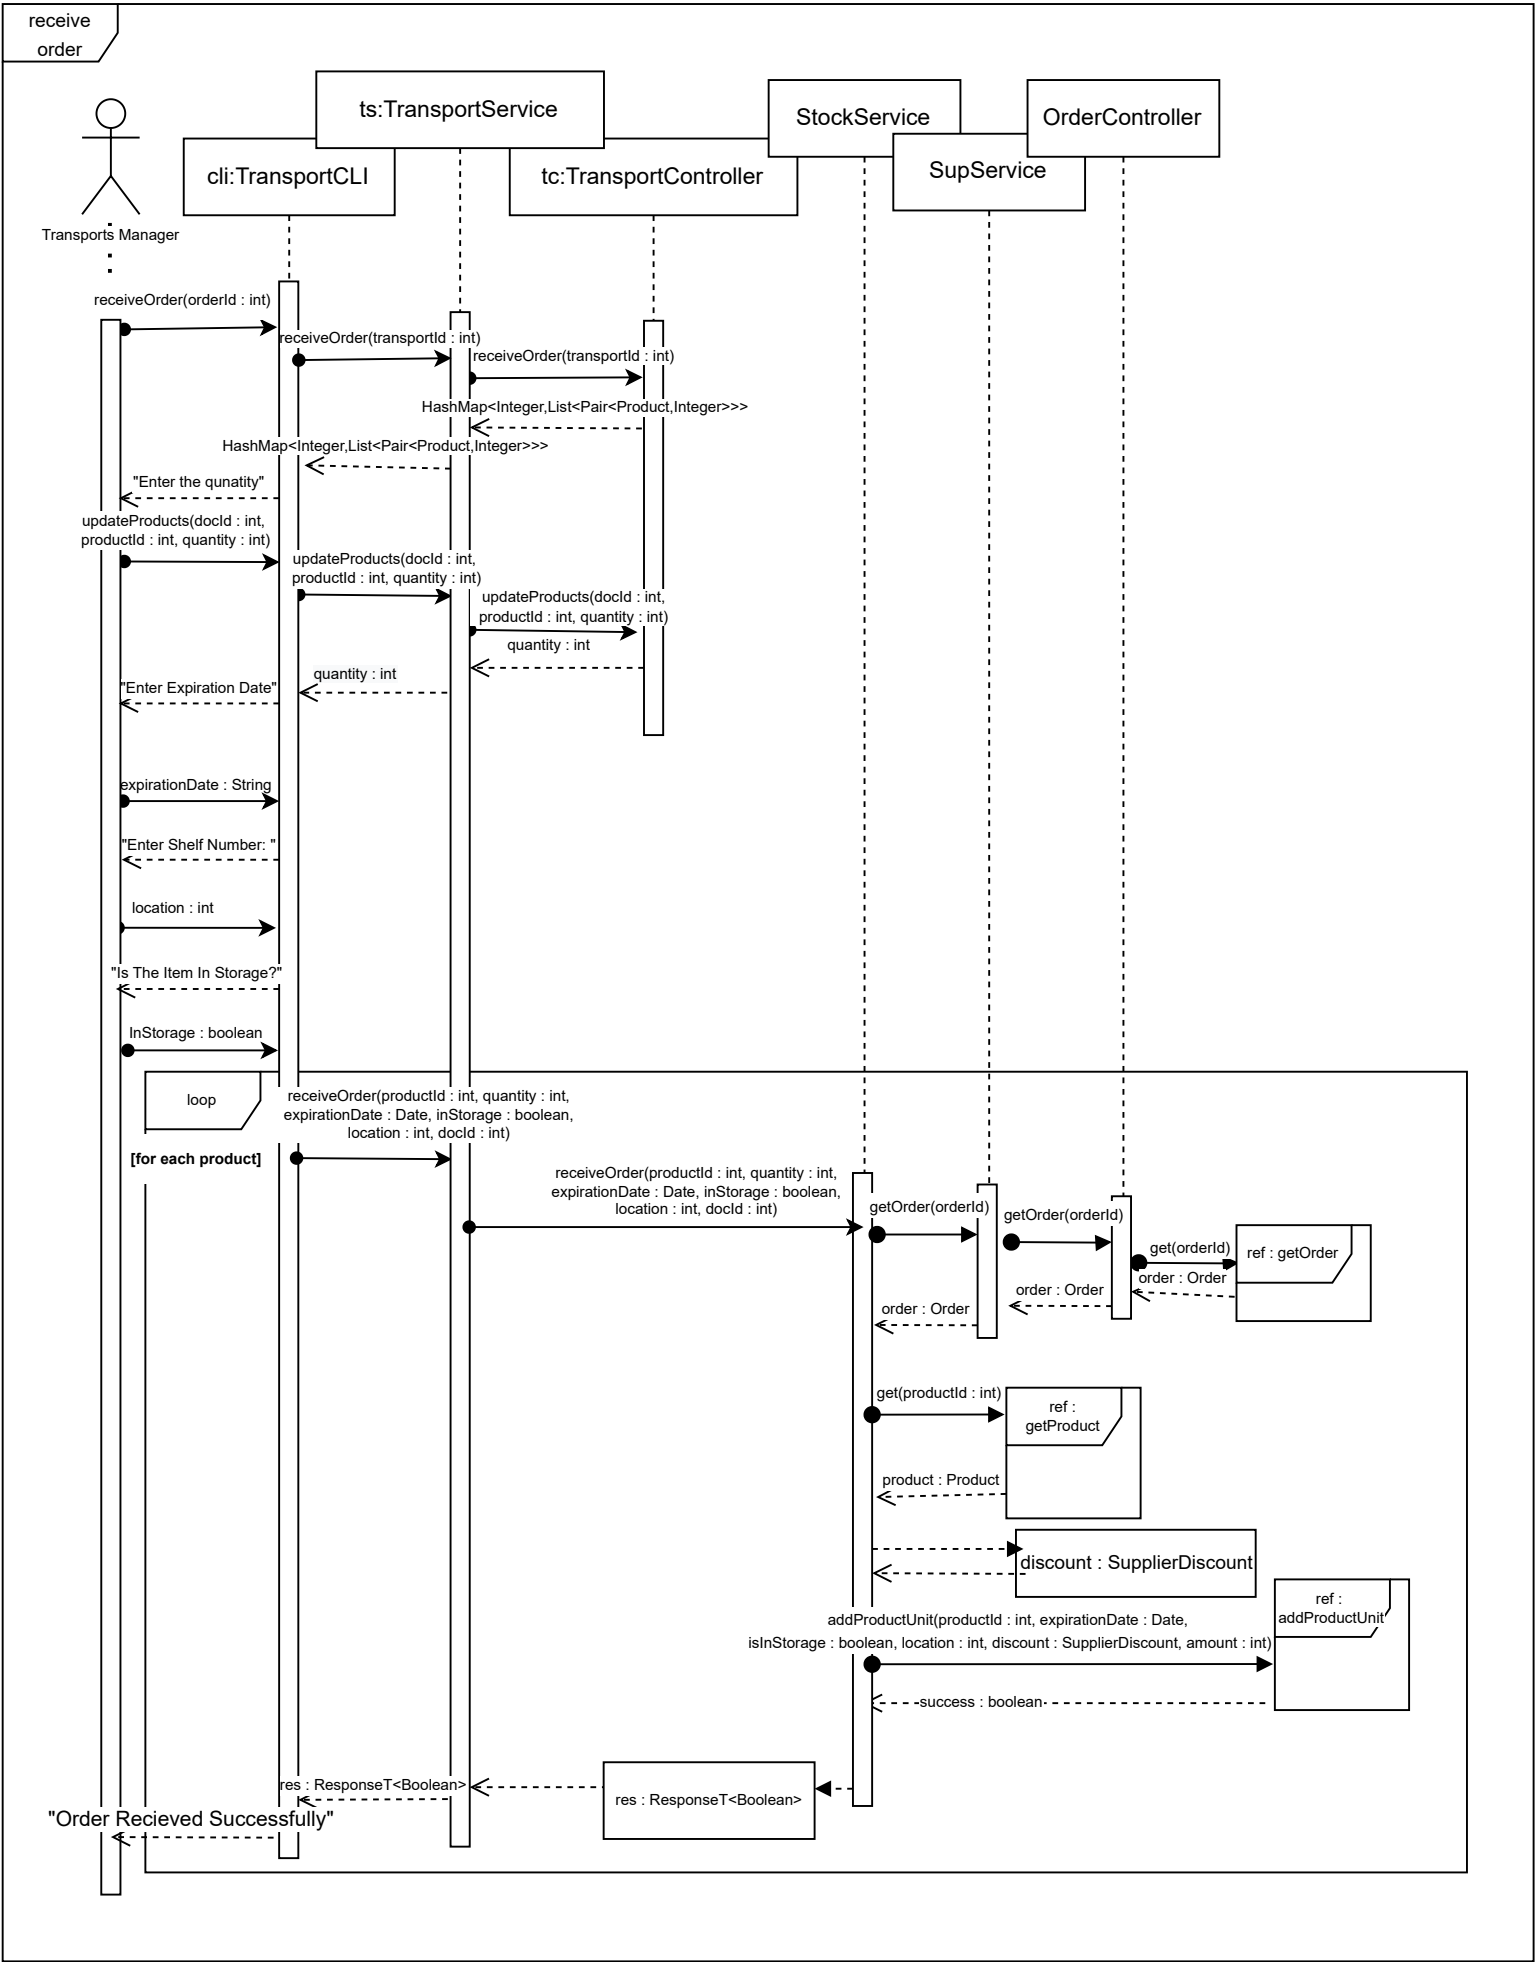 receive
order
ts:TransportService
StockService
OrderController
cli:TransportCLI
tc:TransportController
SupService
Transports Manager
receiveOrder(orderId : int)
receiveOrder(transportId : int)
receiveOrder(transportId : int)
HashMap<Integer,List<Pair<Product,Integer>>>
HashMap<Integer,List<Pair<Product,Integer>>>
"Enter the qunatity"
updateProducts(docId : int,
productId : int, quantity : int)
updateProducts(docId : int,
productId : int, quantity : int)
updateProducts(docId : int,
productId : int, quantity : int)
quantity : int
quantity : int
"Enter Expiration Date"
expirationDate : String
"Enter Shelf Number: "
location : int
"Is The Item In Storage?"
InStorage : boolean
loop
receiveOrder(productId : int, quantity : int,
expirationDate : Date, inStorage : boolean,
location : int, docId : int)
[for each product]
receiveOrder(productId : int, quantity : int,
expirationDate : Date, inStorage : boolean,
location : int, docId : int)
getOrder(orderId)
getOrder(orderId)
get(orderId)
ref : getOrder
order : Order
order : Order
order : Order
get(productId : int)
ref :
getProduct
product : Product
discount : SupplierDiscount
ref :
addProductUnit
addProductUnit(productId : int, expirationDate : Date,
isInStorage : boolean, location : int, discount : SupplierDiscount, amount : int)
success : boolean
res : ResponseT<Boolean>
res : ResponseT<Boolean>
"Order Recieved Successfully"